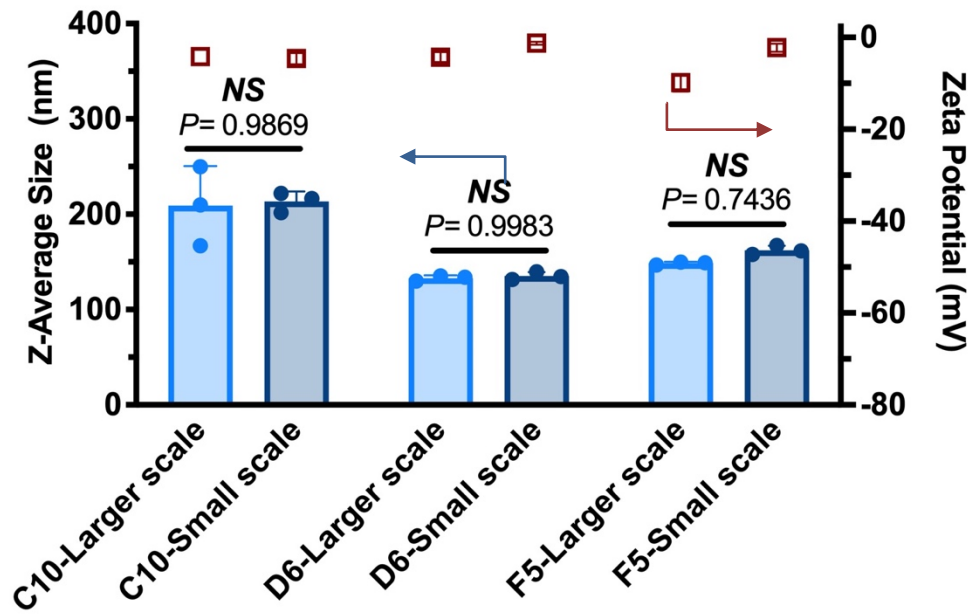 Z-Average Size (nm)
400
300
200
100
0
NS
P= 0.9869
NS
P= 0.9983
NS
P= 0.7436
0
-20
-40
-60
-80
Zeta Potential (mV)
C10-Larger scale
C10-Small scale
D6-Larger scale
D6-Small scale
F5-Larger scale
F5-Small scale